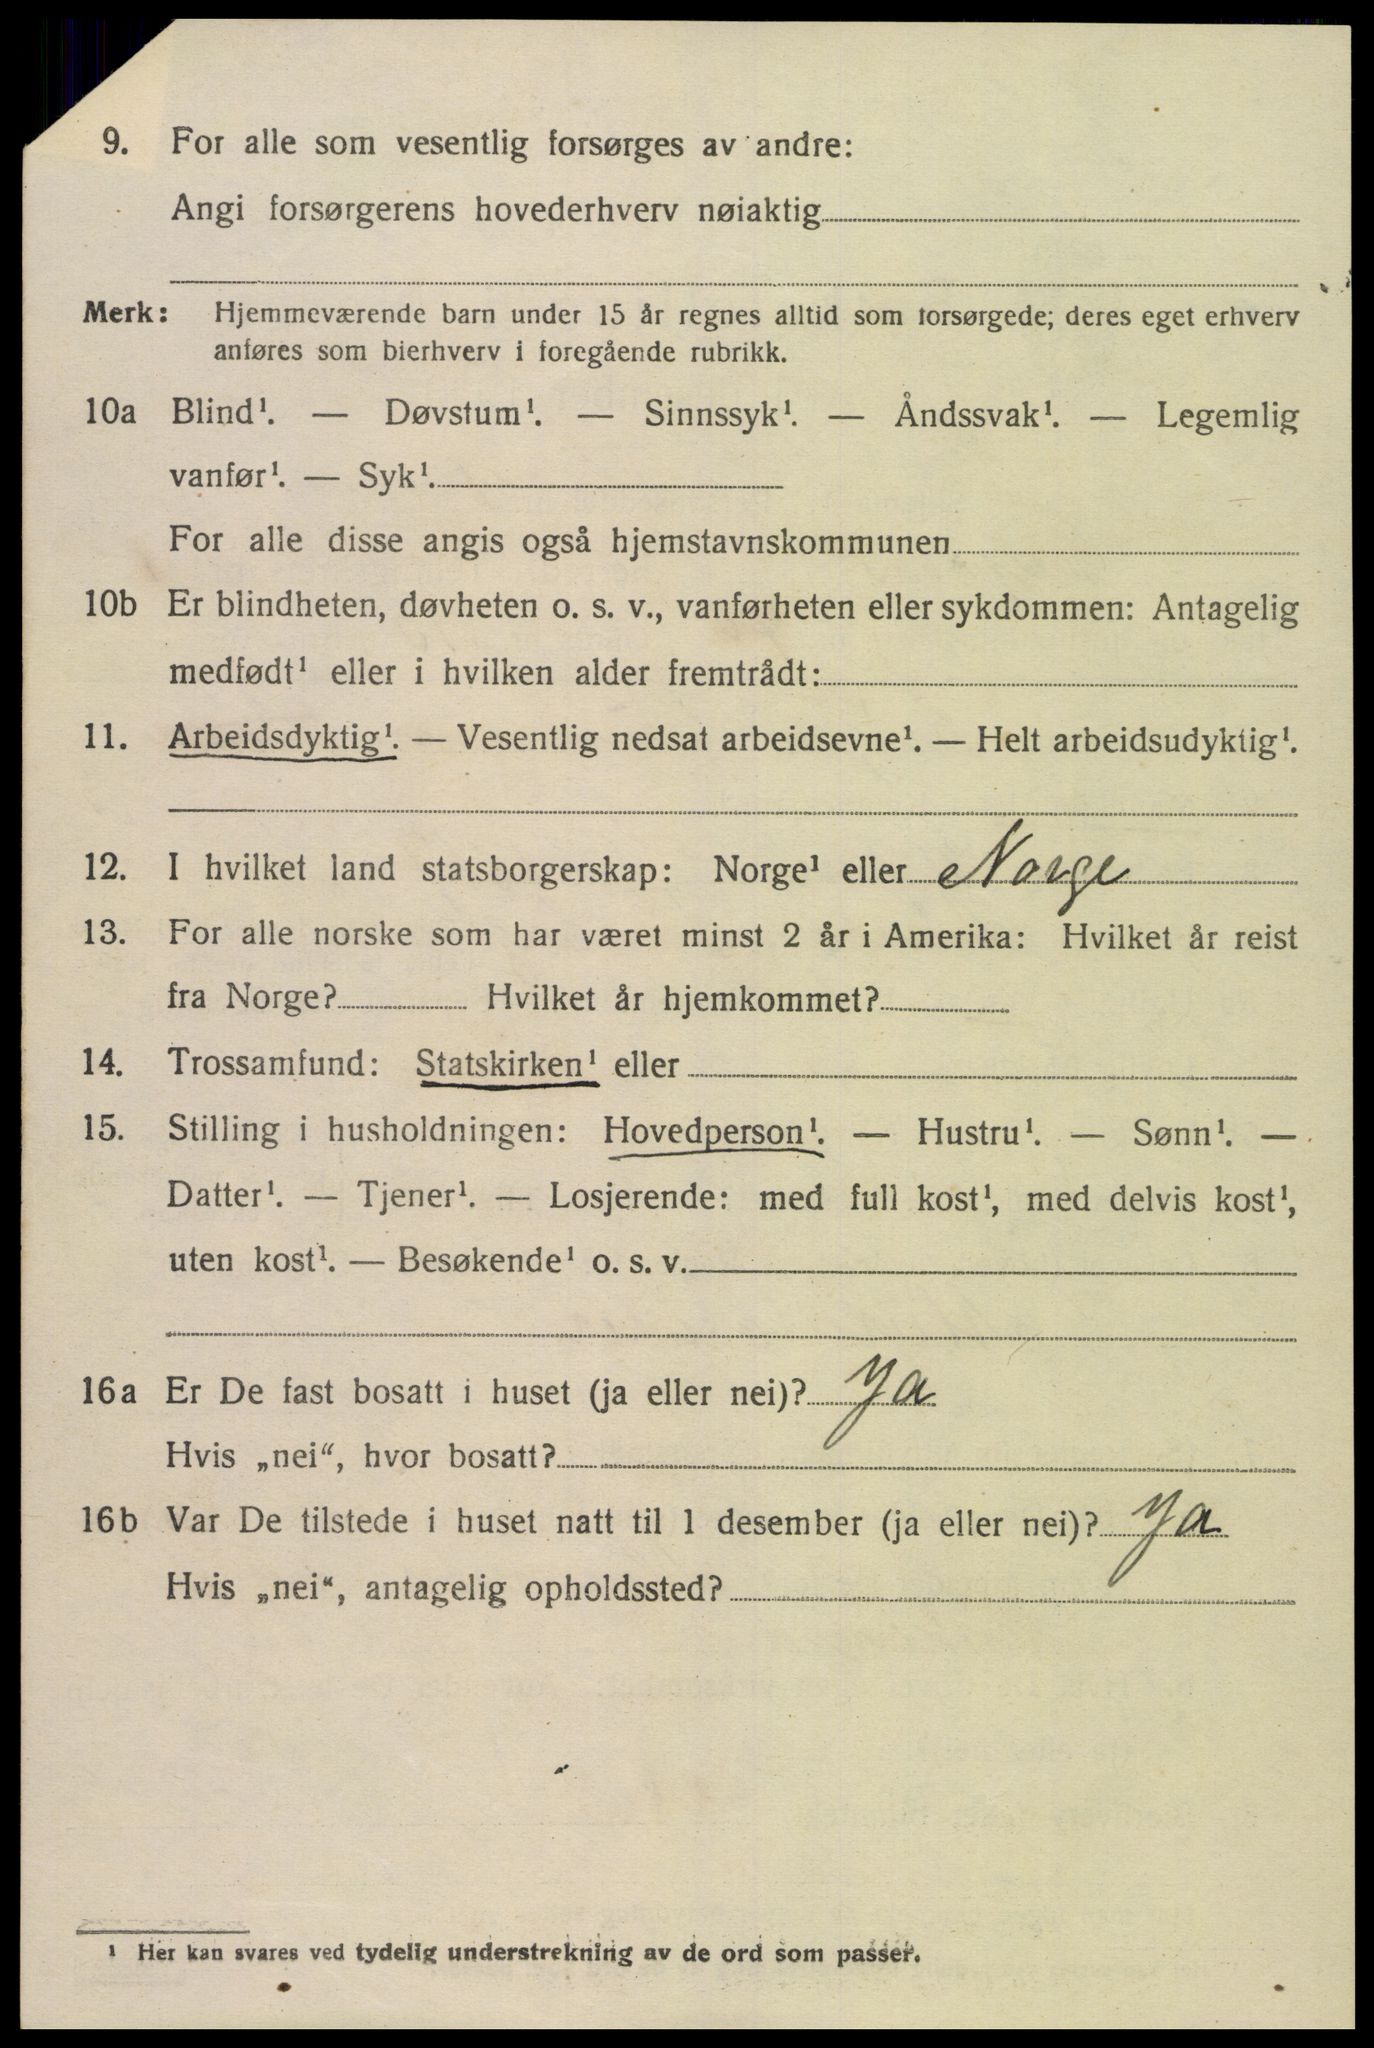 9. For alle som vesentlig forsørges av andre:
Angi forsørgerens hovederhverv nøiaktig
Merk: Hjemmeværende barn under 15 år regnes alltid som forsørgede; deres eget erhverv
anføres som bierhverv i foregående rubrikk.
10a Blind¹. — Døvstum¹. — Sinnssyk¹. — Åndssvak¹. — Legemlig
vanfør¹. — Syk¹.
For alle disse angis også hjemstavnskommunen
10b Er blindheten, døvheten o. s. v., vanførheten eller sykdommen: Antagelig
medfødt¹ eller i hvilken alder fremtrådt:
11. Arbeidsdyktig¹. — Vesentlig nedsat arbeidsevne¹. — Helt arbeidsudyktig¹.
12. I hvilket land statsborgerskap: Norge¹ eller Norge
13. For alle norske som har været minst 2 år i Amerika: Hvilket år reist
fra Norge? Hvilket år hjemkommet?
14. Trossamfund: Statskirken¹ eller
15. Stilling i husholdningen: Hovedperson¹. — Hustru¹. — Sønn¹. —
Datter¹. — Tjener¹. — Losjerende: med full kost¹, med delvis kost¹,
uten kost¹. — Besøkende¹ o. s. v.
16a Er De fast bosatt i huset (ja eller nei)? Ja
Hvis „nei“, hvor bosatt?
16b Var De tilstede i huset natt til 1 desember (ja eller nei)? Ja
Hvis „nei“, antagelig opholdssted?
¹ Her kan svares ved tydelig understrekning av de ord som passer.